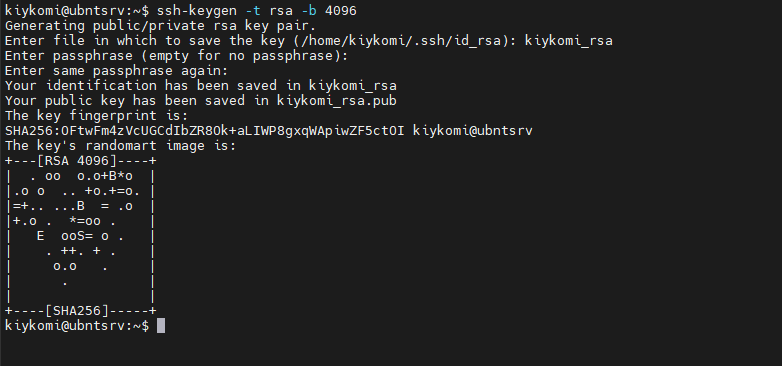 kiykomi@ubntsrv:~$ ssh-keygen -t rsa -b 4096
Generating public/private rsa key pair.
Enter file in which to save the key (/home/kiykomi/.ssh/id_rsa): kiykomi_rsa
Enter passphrase (empty for no passphrase):
Enter same passphrase again:
Your identification has been saved in kiykomi_rsa
Your public key has been saved in kiykomi_rsa.pub
The key fingerprint is:
SHA256:OFtwFm4zVcUGCdIbZR8Ok+aLIWP8gxqWApiwZF5ctOI kiykomi@ubntsrv
The key's randomart image is:
+---[RSA 4096]----+
|  . oo  o.o+B*o  |
|.o o  .. +o.+=o. |
|=+.. ...B  = .o  |
|+.o .  *=oo .    |
|   E  ooS= o .   |
|    . ++. + .    |
|     o.o   .     |
|      .          |
|                 |
+----[SHA256]-----+
kiykomi@ubntsrv:~$